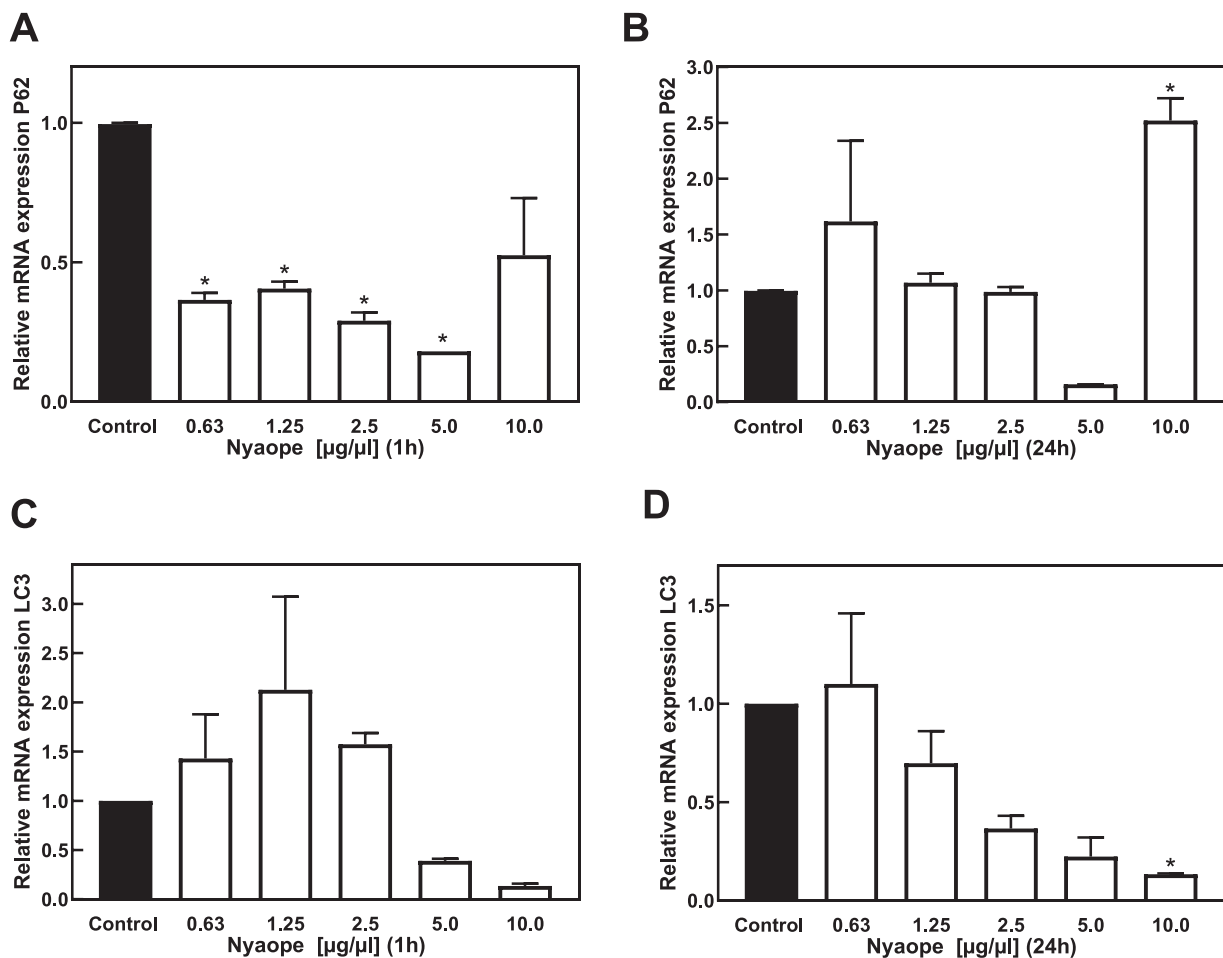 A
Relative mRNA expression P62
1.0
0.5
0.0
*
*
*
*
Control 0.63 1.25 2.5 5.0 10.0
Nyaope [µg/µl] (1h)
B
Relative mRNA expression P62
3.0
2.5
2.0
1.5
1.0
0.5
0.0
*
Control 0.63 1.25 2.5 5.0 10.0
Nyaope [µg/µl] (24h)
C
Relative mRNA expression LC3
3.0
2.5
2.0
1.5
1.0
0.5
0.0
Control 0.63 1.25 2.5 5.0 10.0
Nyaope [µg/µl] (1h)
D
Relative mRNA expression LC3
1.5
1.0
0.5
0.0
*
Control 0.63 1.25 2.5 5.0 10.0
Nyaope [µg/µl] (24h)